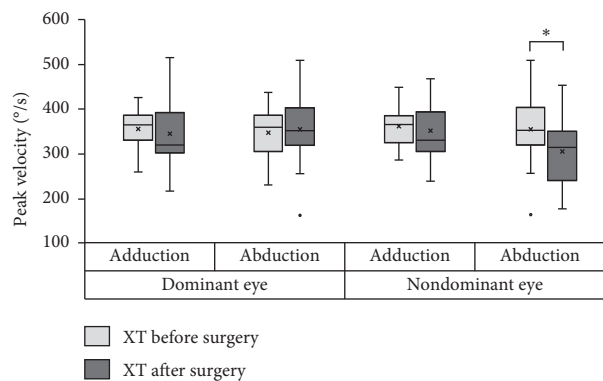 600
*
500
400
300
200
100
Peak velocity (°/s)
Adduction Abduction Adduction Abduction
Dominant eye Nondominant eye
XT before surgery
XT after surgery